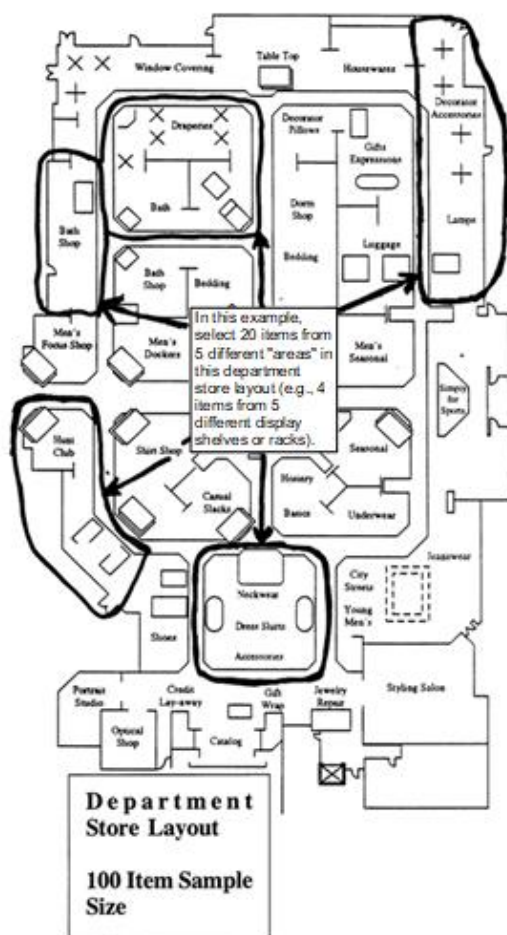 Window Covering
Table Top
Housewares
Decorator
Accessories
Lamps
Draperies
Bath
Decorator
Pillows
Gifts
Expressions
Dorm
Shop
Bedding
Luggage
Bath
Shop
Bath
Shop
Bedding
Men's
Focus Shop
Men's
Dockers
In this example,
select 20 items from
5 different "areas" in
this department
store layout (e.g., 4
items from 5
different display
shelves or racks).
Men's
Seasonal
Simply
for
Sports
Hunt
Club
Shirt Shop
Casual
Slacks
Seasonal
Hosiery
Basics
Underwear
Neckwear
Dress Shirts
Accessories
Shoes
City
Streets
Young
Men's
Jeanswear
Portrait
Studio
Credit
Lay-away
Gift
Wrap
Jewelry
Repair
Styling Salon
Optical
Shop
Catalog
Department
Store Layout
100 Item Sample
Size